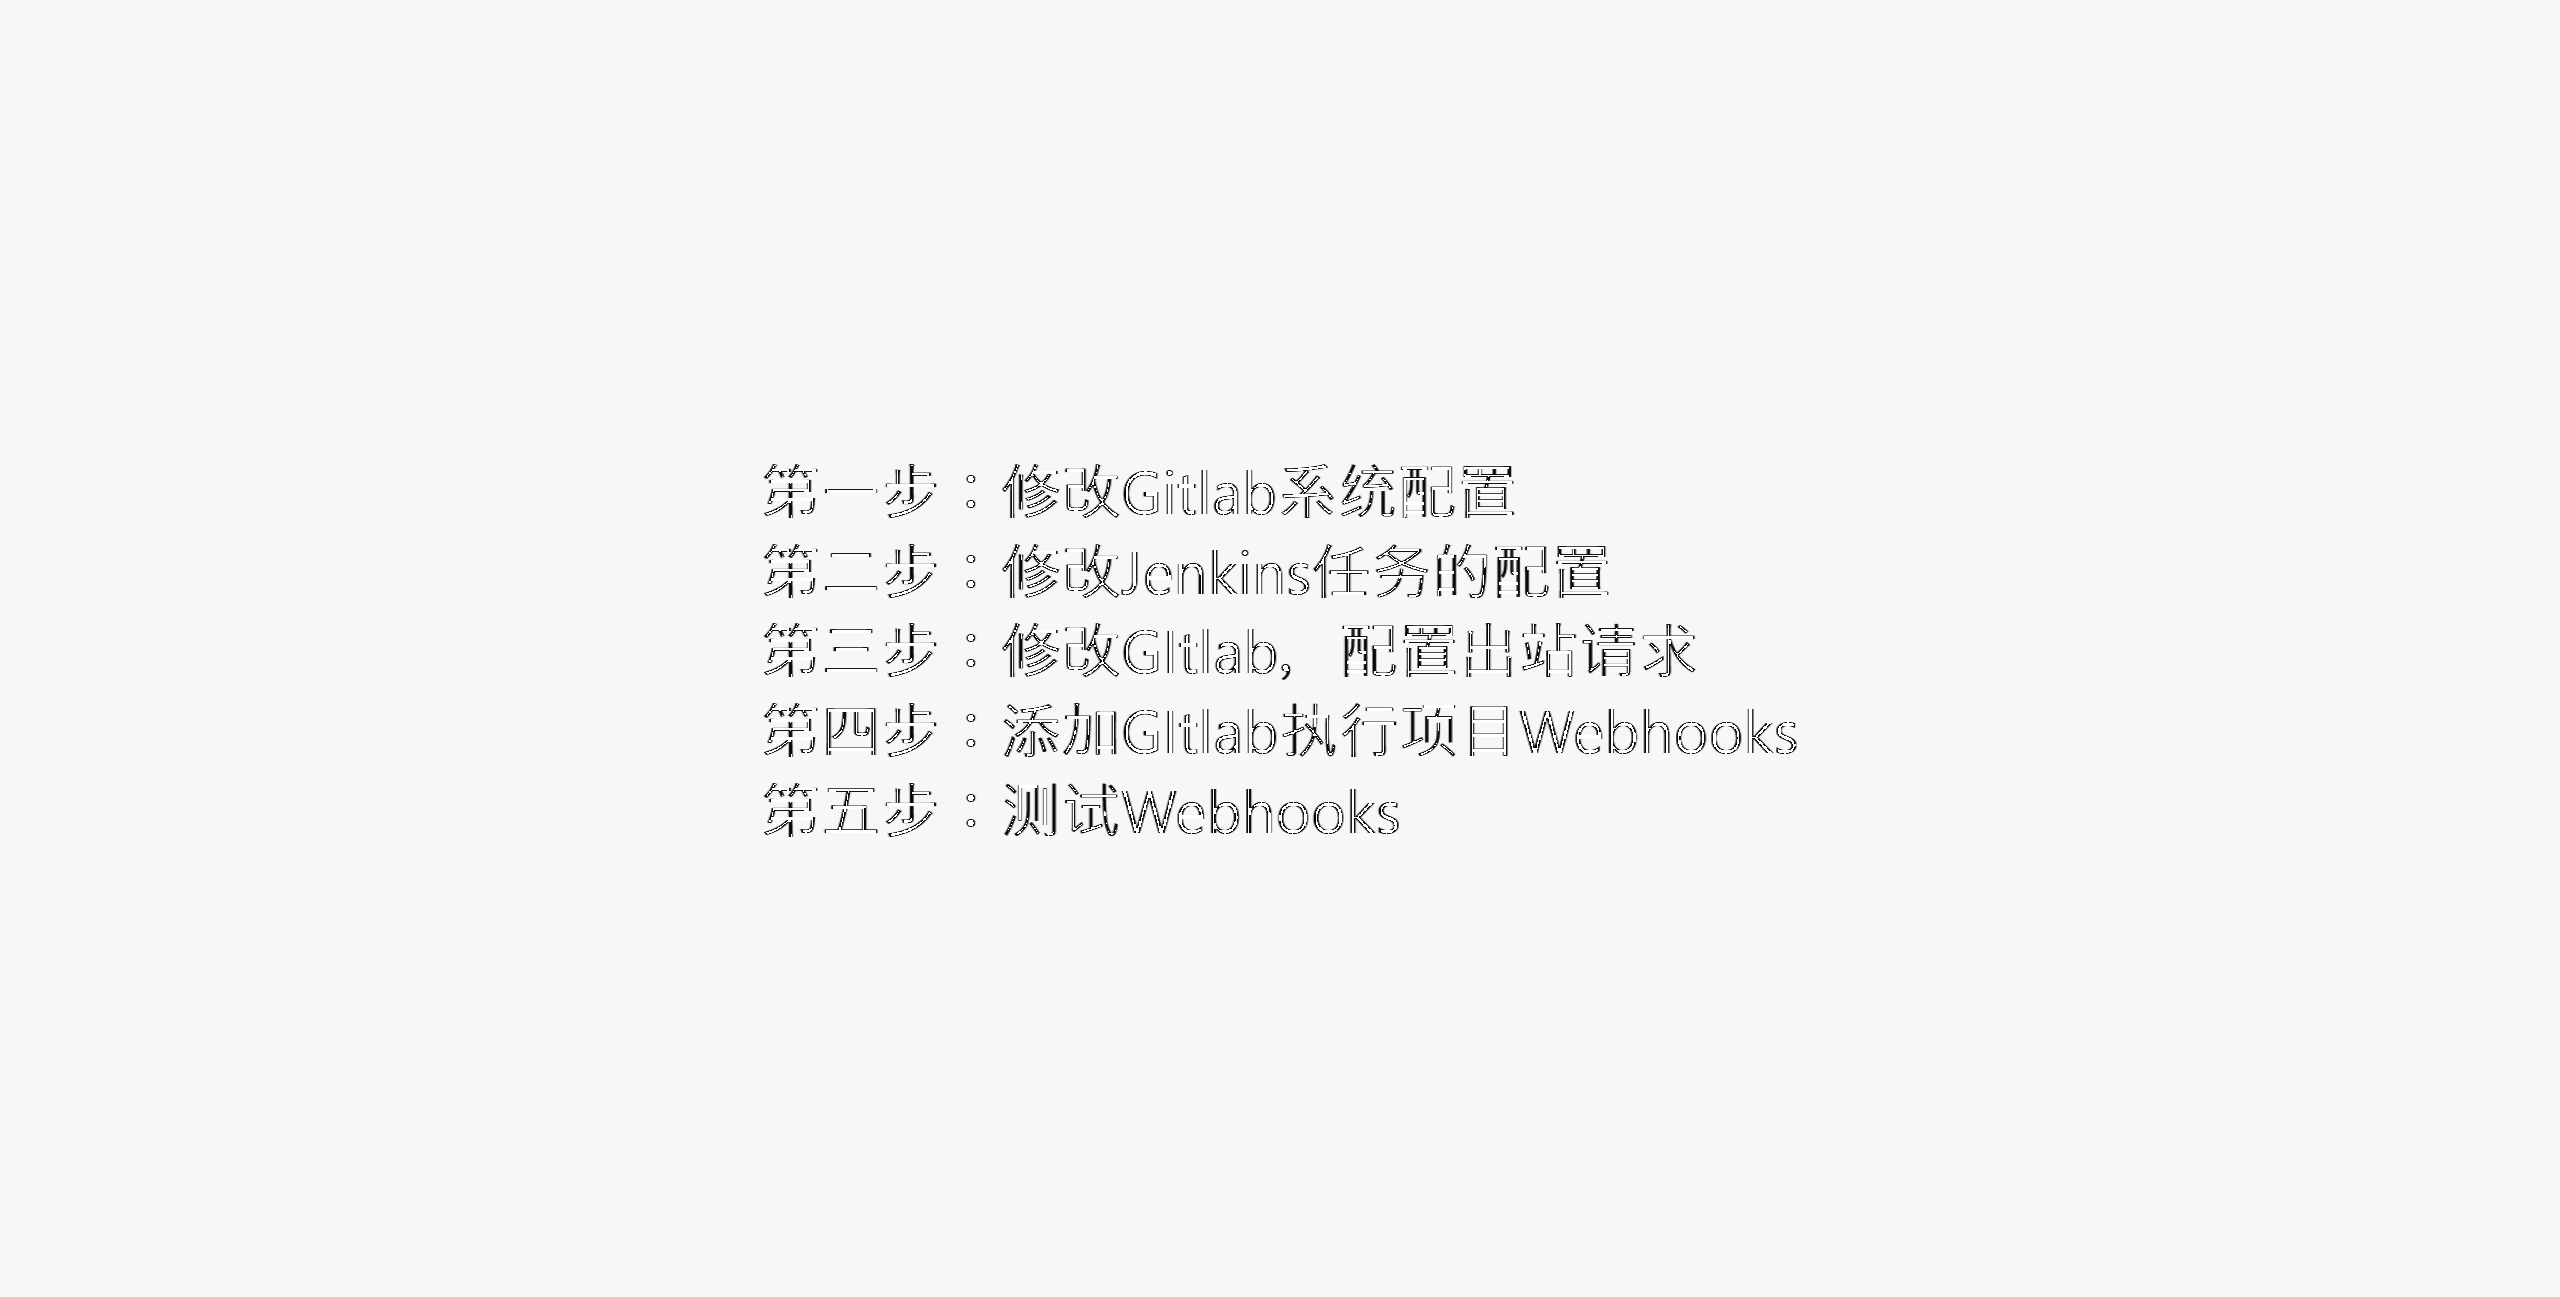 第一步：修改Gitlab系统配置
第二步：修改Jenkins任务的配置
第三步：修改GItlab，配置出站请求
第四步：添加GItlab执行项目Webhooks
第五步：测试Webhooks